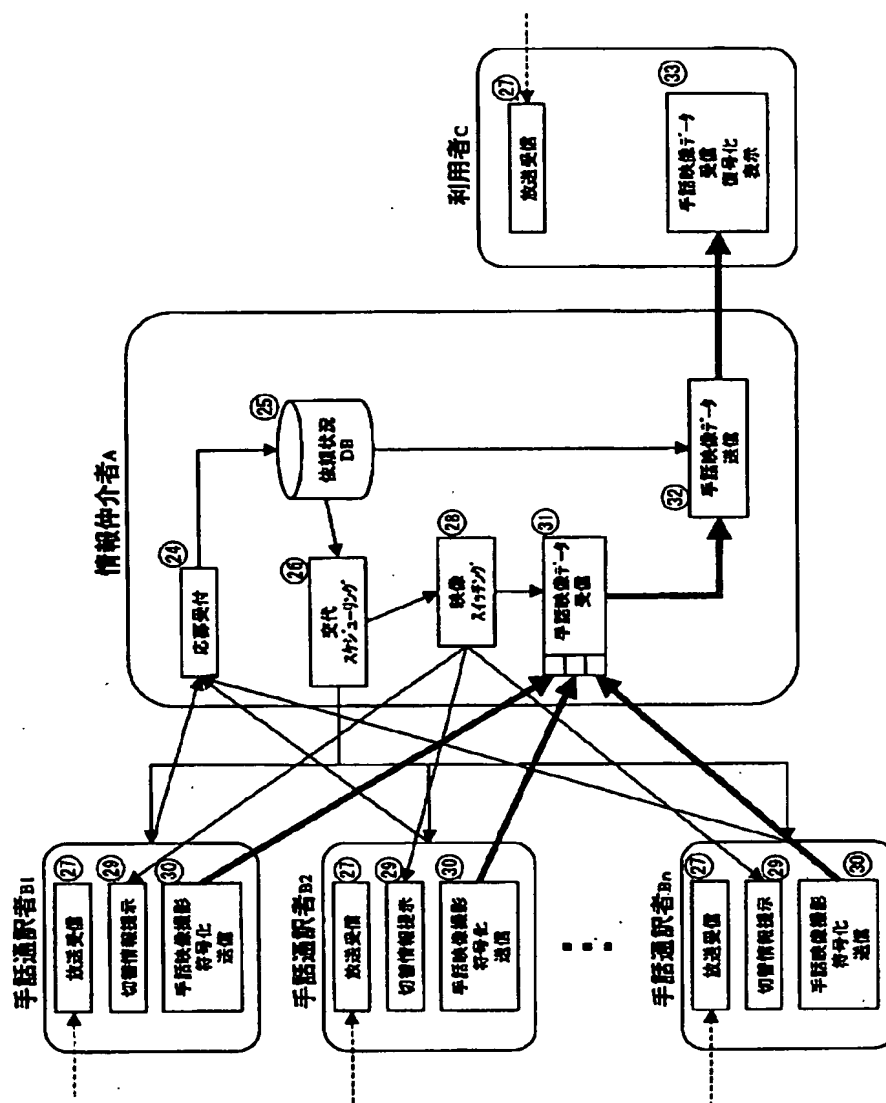 手話通訳者B1
放送受信
㉗
切替情報提示
㉙
手話映像撮影
符号化
送信
㉚
手話通訳者B2
放送受信
㉗
切替情報提示
㉙
手話映像撮影
符号化
送信
㉚
手話通訳者Bn
放送受信
㉗
切替情報提示
㉙
手話映像撮影
符号化
送信
㉚
情報仲介者A
応募受付
㉔
依頼状況
DB
㉕
交代
スケジューリング
㉖
映像
スイッチング
㉘
手話映像データ
受信
㉛
手話映像データ
送信
㉜
利用者C
放送受信
㉗
手話映像データ
受信
復号化
表示
㉝